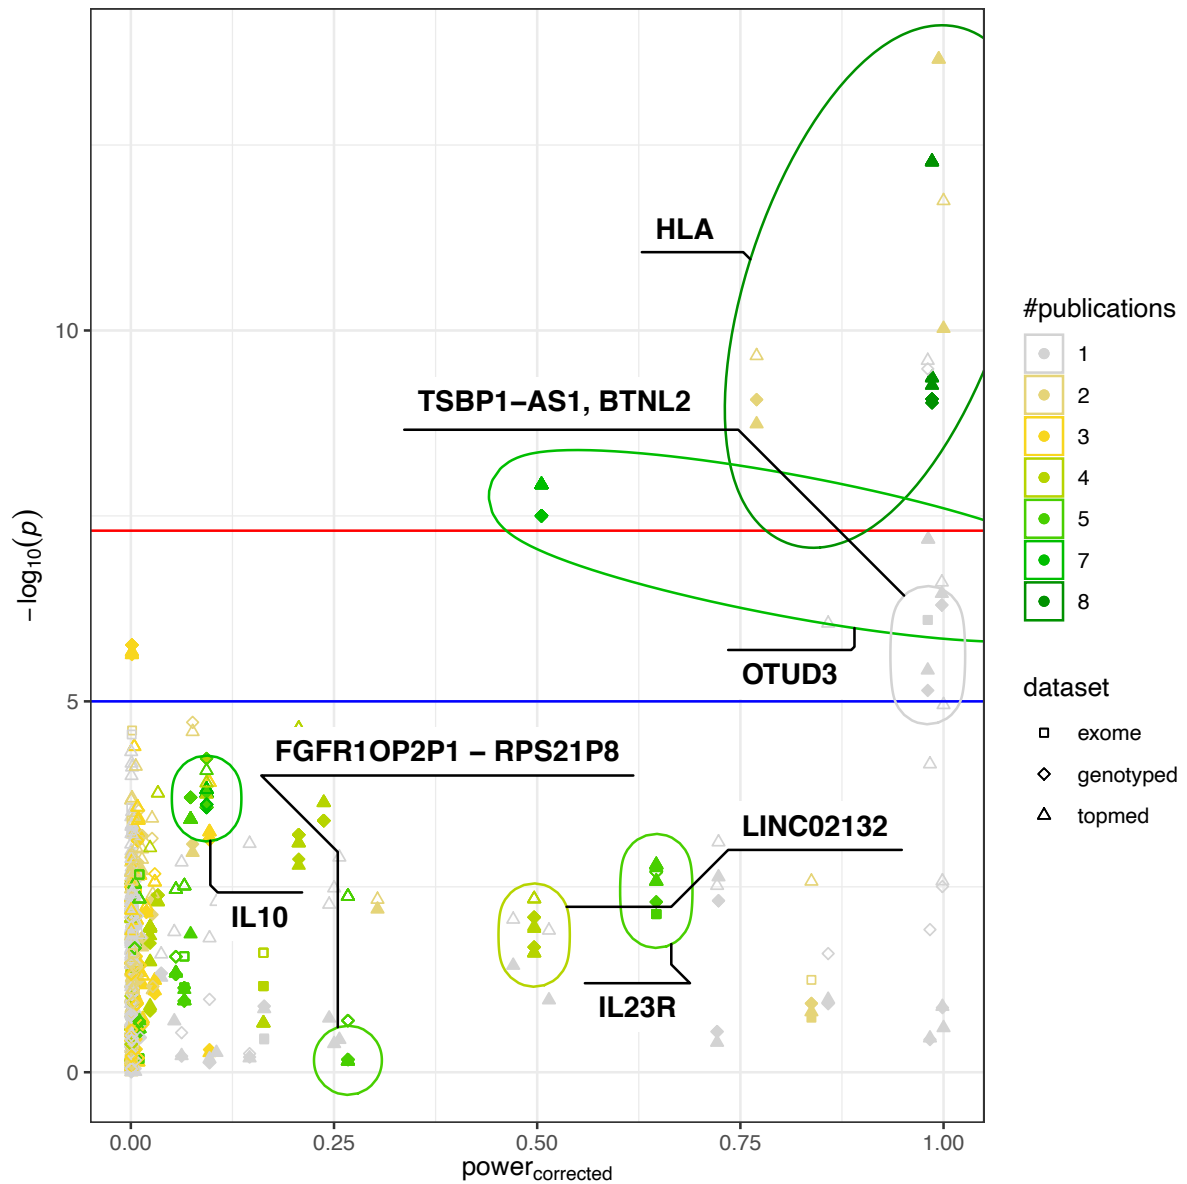 HLA
TSBP1−AS1, BTNL2
OTUD3
FGFR1OP2P1 − RPS21P8
LINC02132
IL10
IL23R
10
5
0
−log10(p)
0.00 0.25 0.50 0.75 1.00
powercorrected
#publications
1
2
3
4
5
7
8
dataset
exome
genotyped
topmed